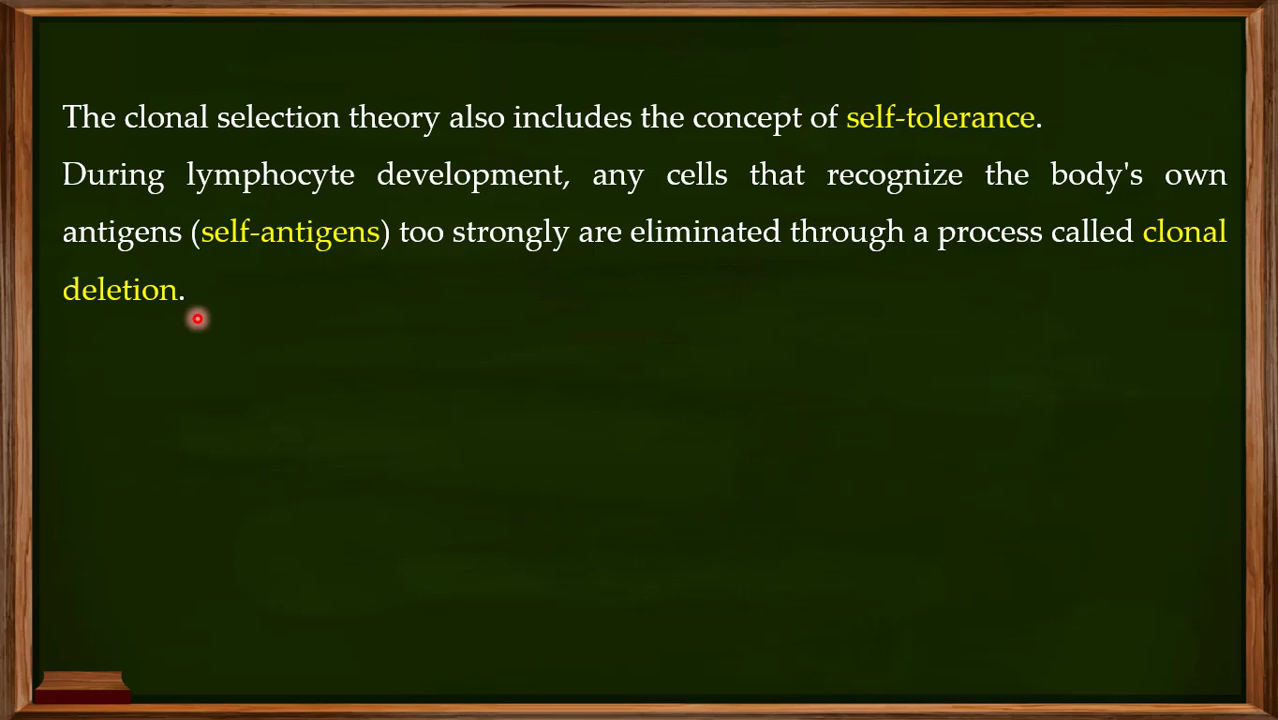 The clonal selection theory also includes the concept of self-tolerance.
During lymphocyte development, any cells that recognize the body's own
antigens (self-antigens) too strongly are eliminated through a process called clonal
deletion.